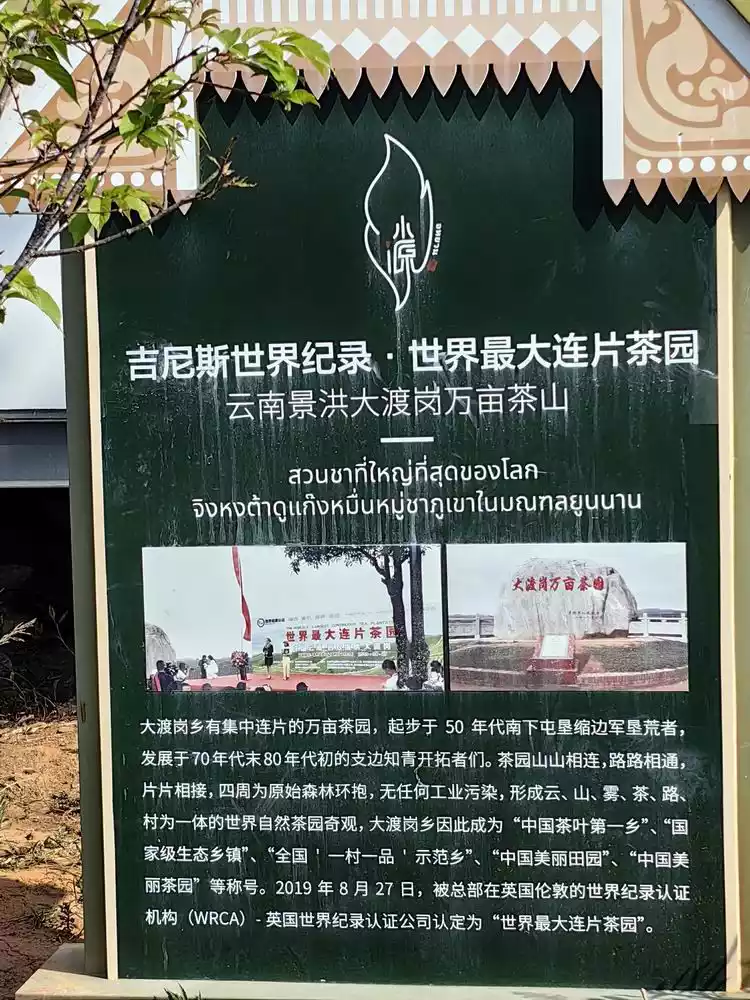 小源
吉尼斯世界纪录·世界最大连片茶园
云南景洪大渡岗万亩茶山
สวนชาที่ใหญ่ที่สุดของโลก
จิงหงต้าดูแก๊งหมื่นหมู่ชาภูเขาในมณฑลยูนนาน
世界最大连片茶园
大渡岗万亩茶园
大渡岗乡有集中连片的万亩茶园，起步于 50 年代南下屯垦缩边军垦荒者，
发展于70年代末80年代初的支边知青开拓者们。茶园山山相连，路路相通，
片片相接，四周为原始森林环抱，无任何工业污染，形成云、山、雾、茶、路、
村为一体的世界自然茶园奇观，大渡岗乡因此成为“中国茶叶第一乡”、“国
家级生态乡镇”、“全国＇一村一品＇示范乡”、“中国美丽田园”、“中国美
丽茶园”等称号。2019 年 8 月 27 日，被总部在英国伦敦的世界纪录认证
机构（WRCA）- 英国世界纪录认证公司认定为“世界最大连片茶园”。